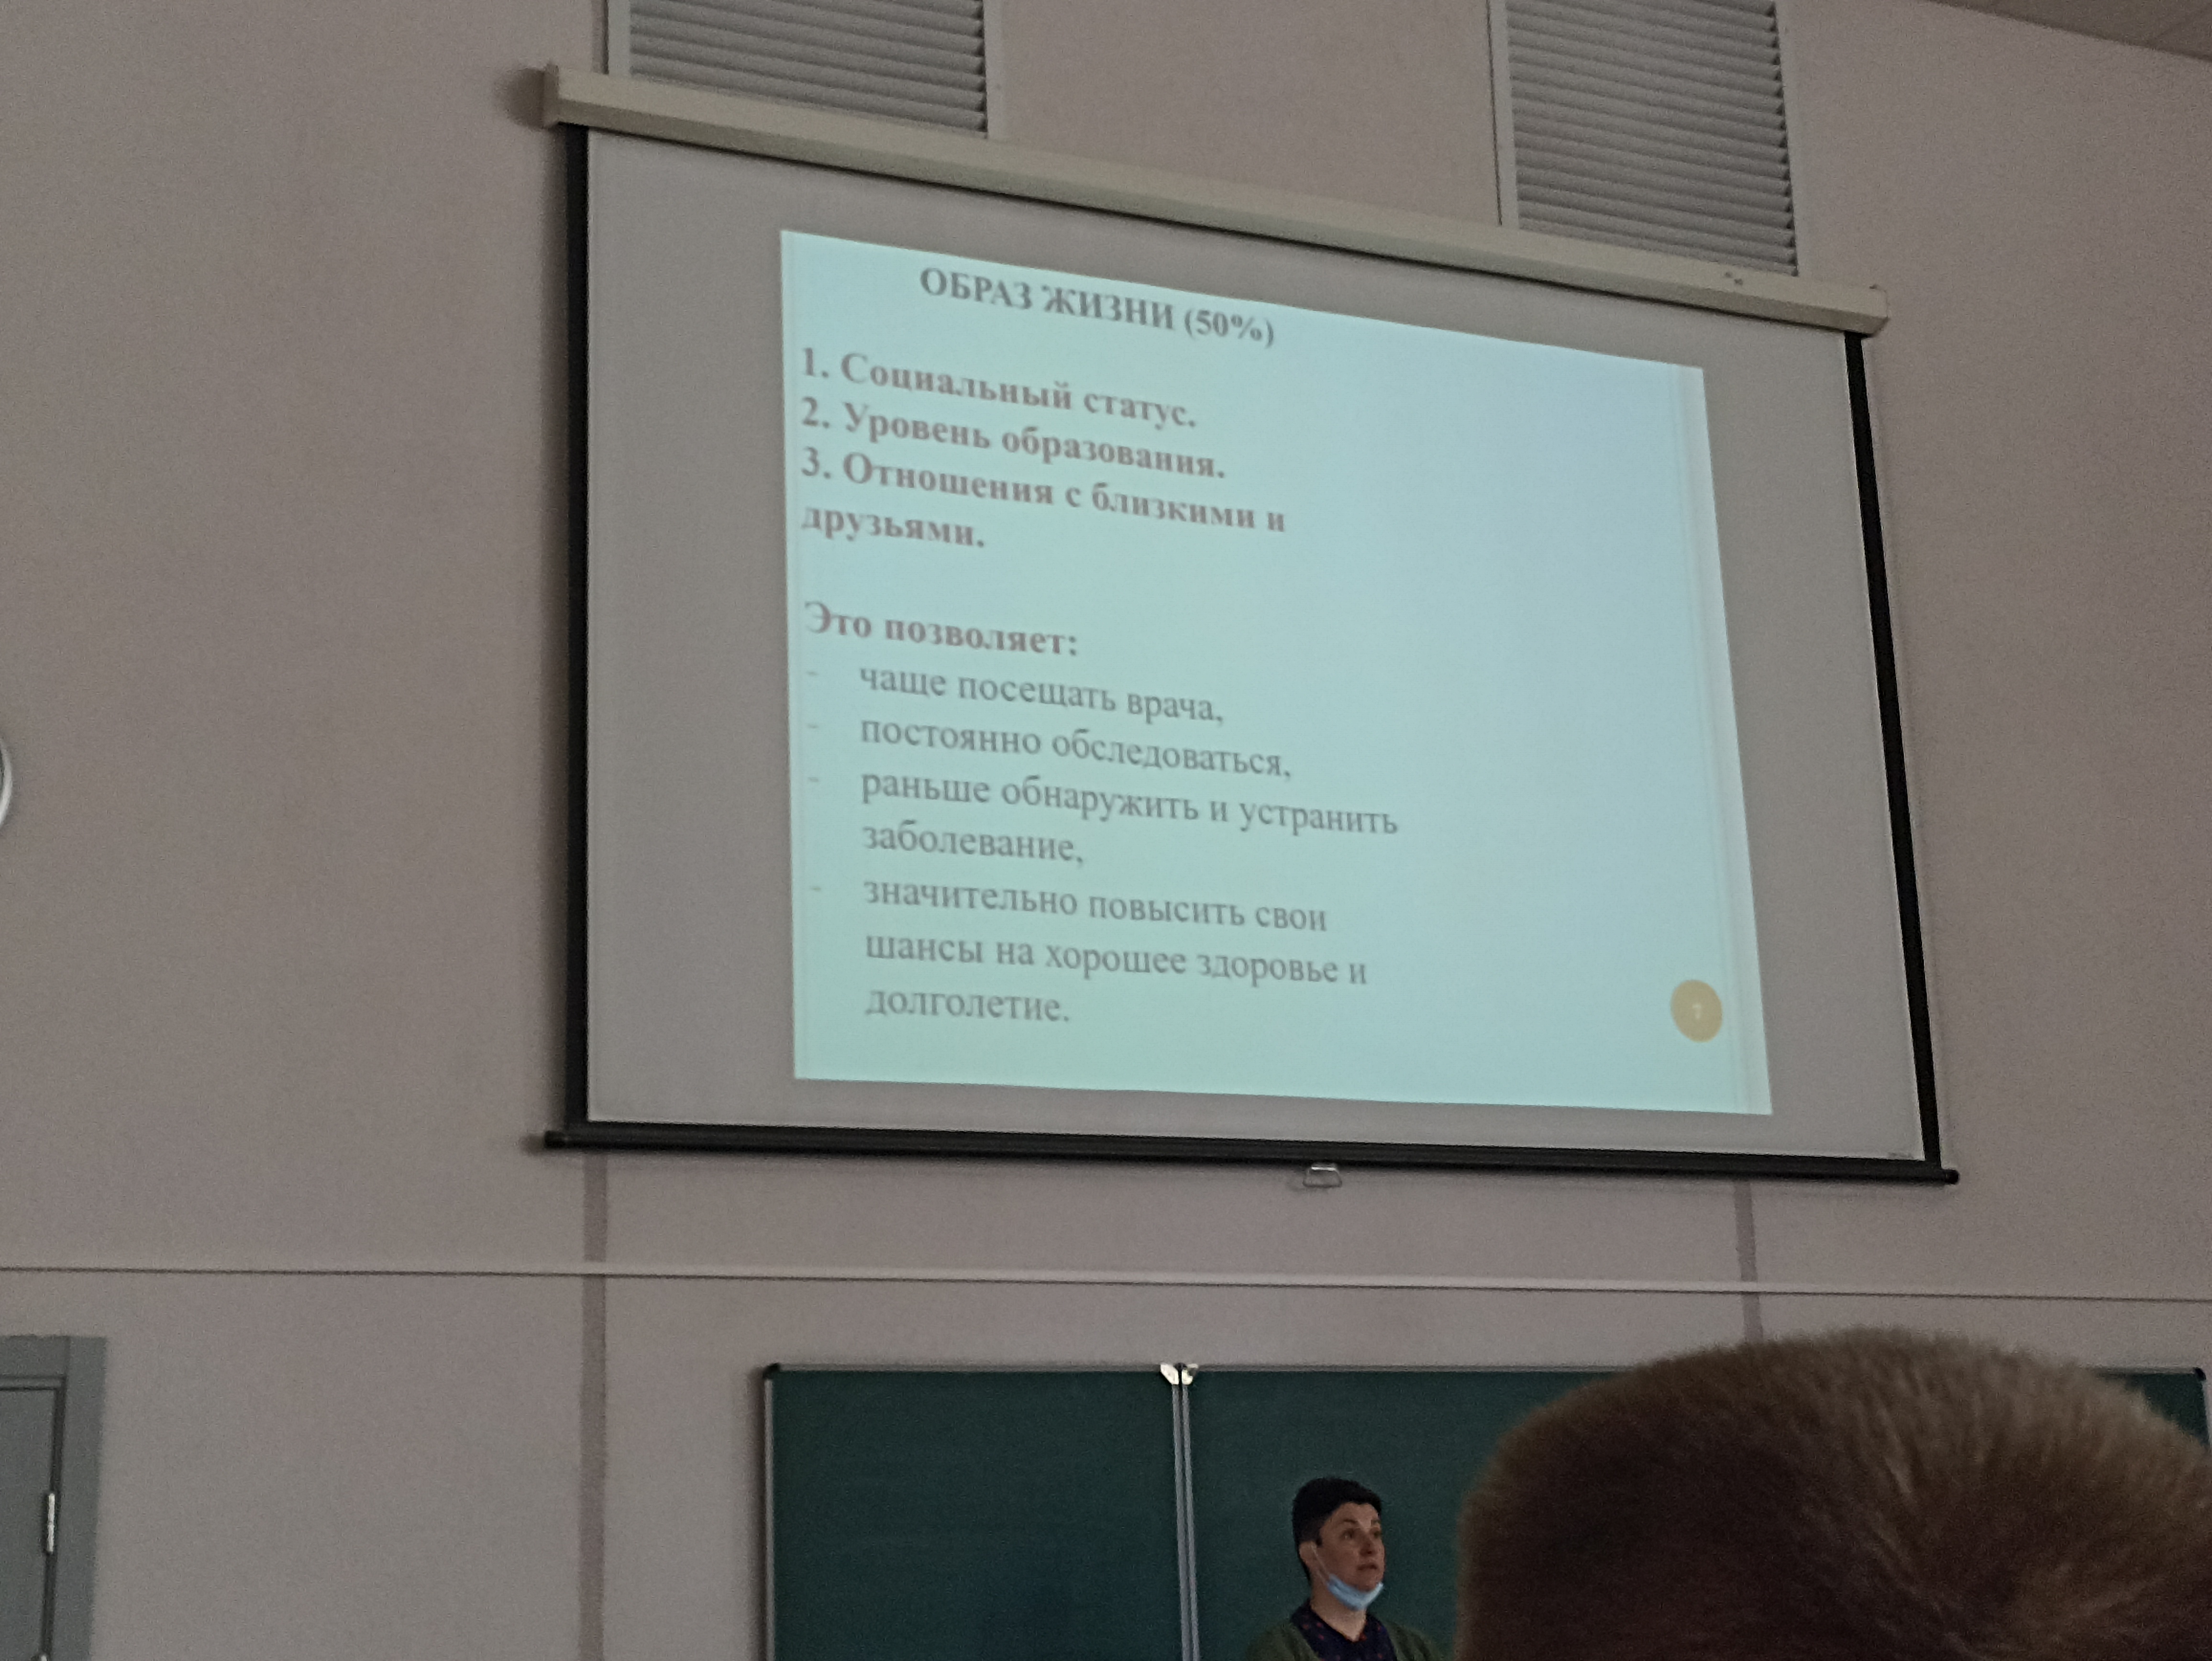 ОБРАЗ ЖИЗНИ (50%)
1. Социальный статус.
2. Уровень образования.
3. Отношения с близкими и
друзьями.
Это позволяет:
- чаще посещать врача,
- постоянно обследоваться,
- раньше обнаружить и устранить
заболевание,
- значительно повысить свои
шансы на хорошее здоровье и
долголетие.
7